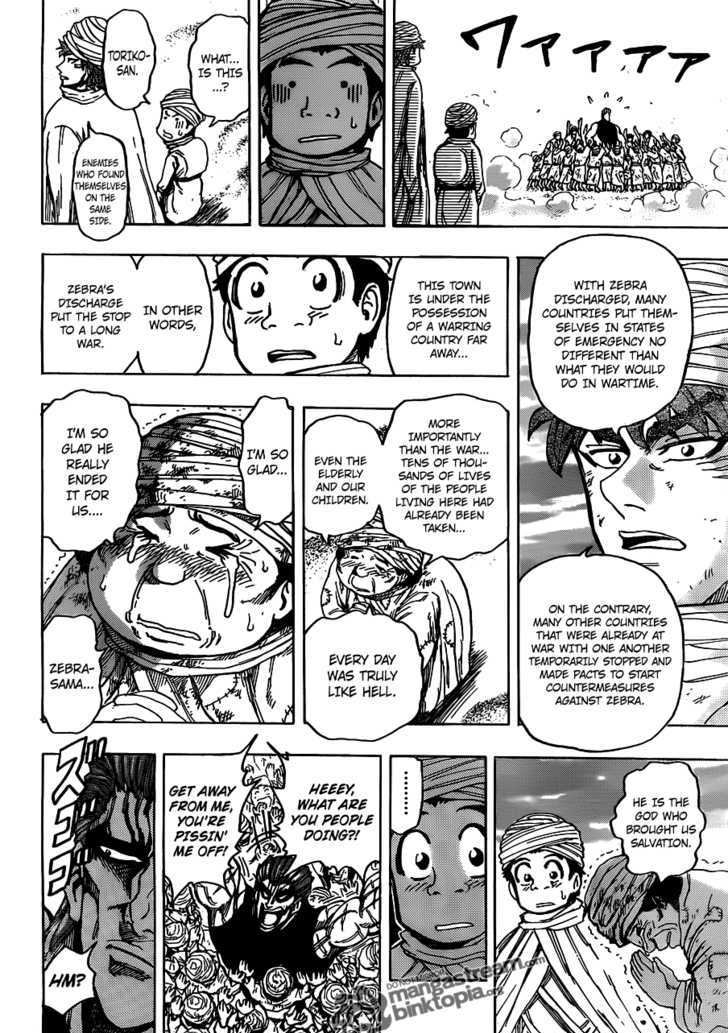 ワァァァァ
WHAT...
IS THIS
...?
TORIKO-
SAN.
ENEMIES
WHO FOUND
THEMSELVES
ON THE
SAME
SIDE.
WITH ZEBRA
DISCHARGED, MANY
COUNTRIES PUT THEM-
SELVES IN STATES
OF EMERGENCY NO
DIFFERENT THAN
WHAT THEY WOULD
DO IN WARTIME.
ON THE CONTRARY,
MANY OTHER COUNTRIES
THAT WERE ALREADY AT
WAR WITH ONE ANOTHER
TEMPORARILY STOPPED AND
MADE PACTS TO START
COUNTERMEASURES
AGAINST ZEBRA.
THIS TOWN
IS UNDER THE
POSSESSION
OF A WARRING
COUNTRY FAR
AWAY...
IN OTHER
WORDS,
ZEBRA'S
DISCHARGE
PUT THE STOP
TO A LONG
WAR.
MORE
IMPORTANTLY
THAN THE WAR...
TENS OF THOU-
SANDS OF LIVES
OF THE PEOPLE
LIVING HERE HAD
ALREADY BEEN
TAKEN...
EVEN THE
ELDERLY
AND OUR
CHILDREN.
EVERY DAY
WAS TRULY
LIKE HELL.
I'M SO
GLAD...
I'M SO
GLAD HE
REALLY
ENDED
IT FOR
US....
ZEBRA-
SAMA...
HE IS THE
GOD WHO
BROUGHT US
SALVATION.
........
HEEEY,
WHAT ARE
YOU PEOPLE
DOING?!
GET AWAY
FROM ME,
YOU'RE
PISSIN'
ME OFF!
ズゴゴゴ
HM?
mangastream.com
binktopia.org